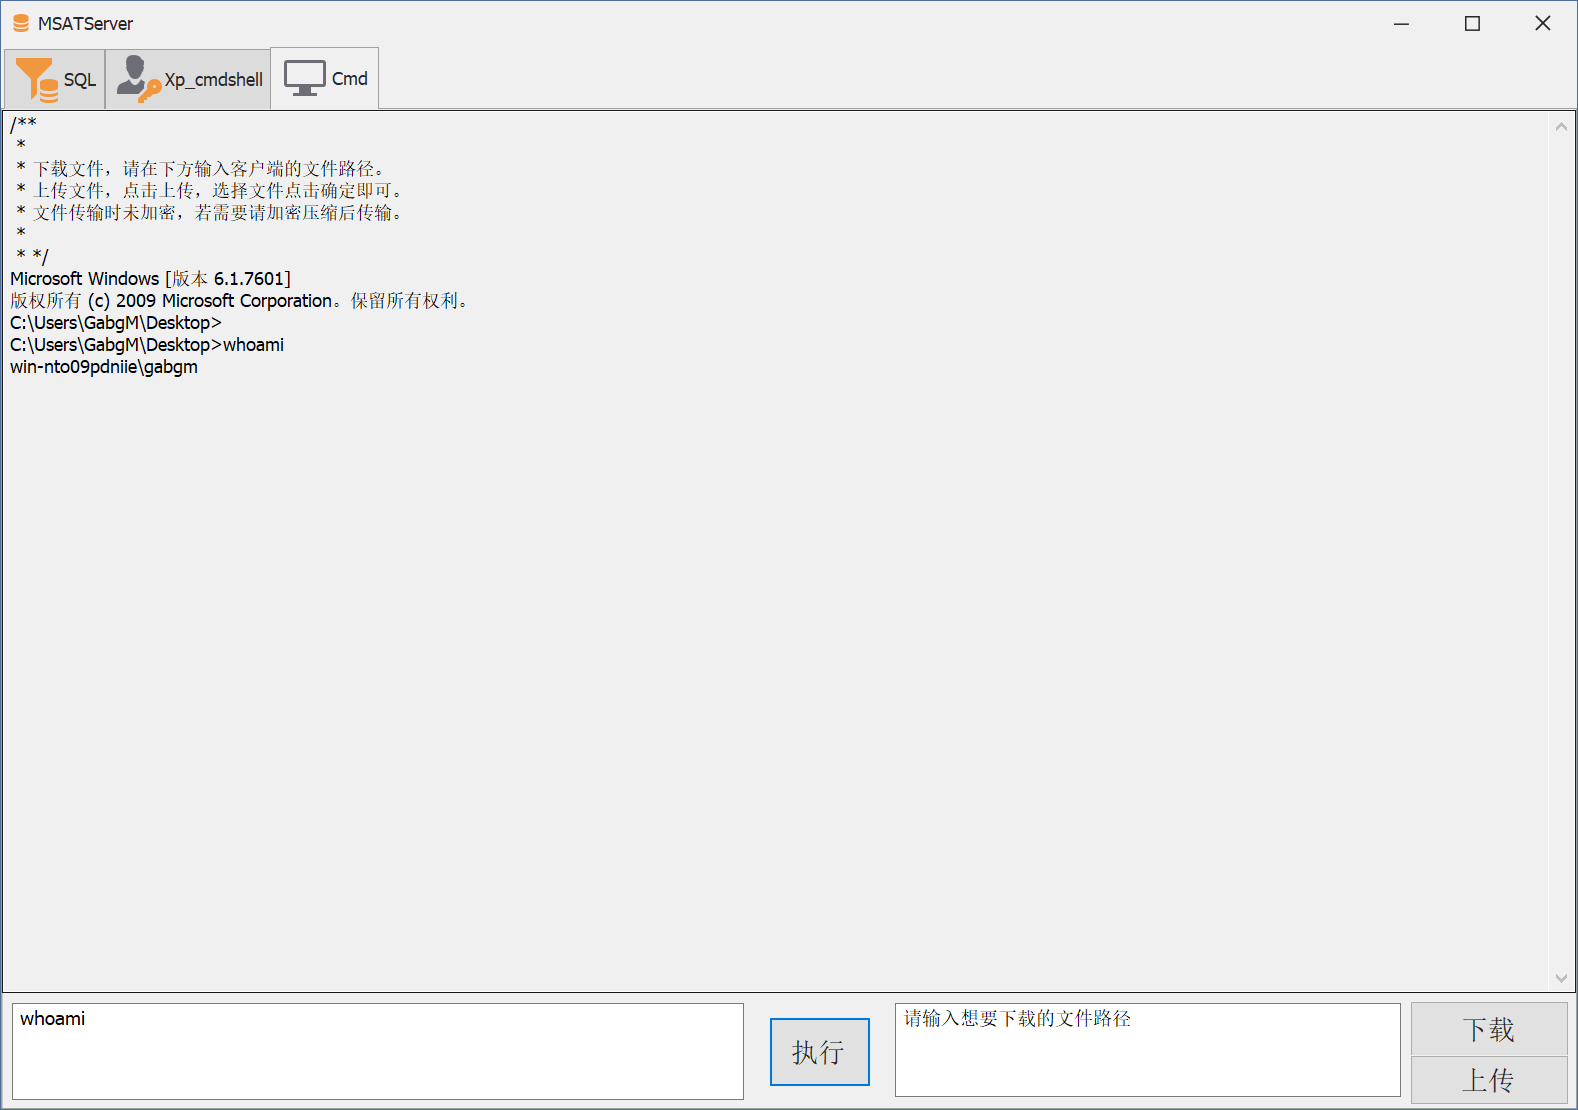 MSATServer
SQL
Xp_cmdshell
Cmd
/**
*
* 下载文件，请在下方输入客户端的文件路径。
* 上传文件，点击上传，选择文件点击确定即可。
* 文件传输时未加密，若需要请加密压缩后传输。
*
* */
Microsoft Windows [版本 6.1.7601]
版权所有 (c) 2009 Microsoft Corporation。保留所有权利。
C:\Users\GabgM\Desktop>
C:\Users\GabgM\Desktop>whoami
win-nto09pdniie\gabgm
whoami
执行
请输入想要下载的文件路径
下载
上传